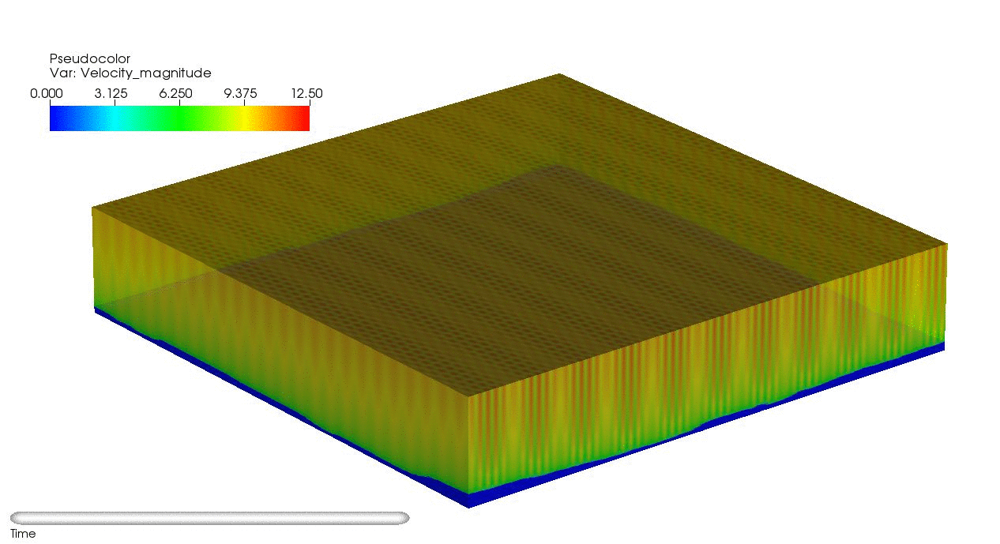 Pseudocolor
Var: Velocity_magnitude
0.000 3.125 6.250 9.375 12.50
Time